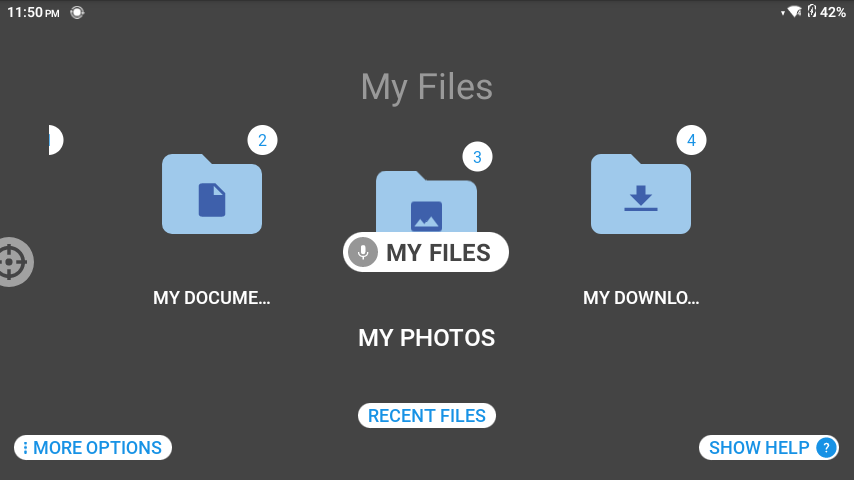 11:50 PM
42%
My Files
2
3
4
MY FILES
MY DOCUME...
MY DOWNLO...
MY PHOTOS
RECENT FILES
MORE OPTIONS
SHOW HELP ?